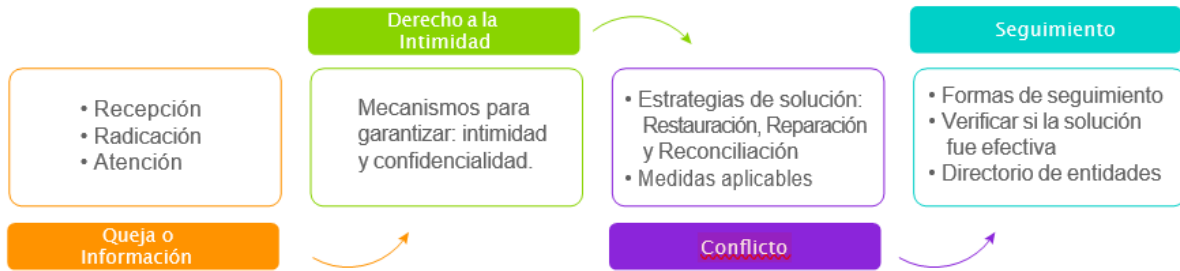 Queja o
Información
• Recepción
• Radicación
• Atención
Derecho a la
Intimidad
Mecanismos para
garantizar: intimidad
y confidencialidad.
Conflicto
• Estrategias de solución:
Restauración, Reparación
y Reconciliación
• Medidas aplicables
Seguimiento
• Formas de seguimiento
• Verificar si la solución
fue efectiva
• Directorio de entidades